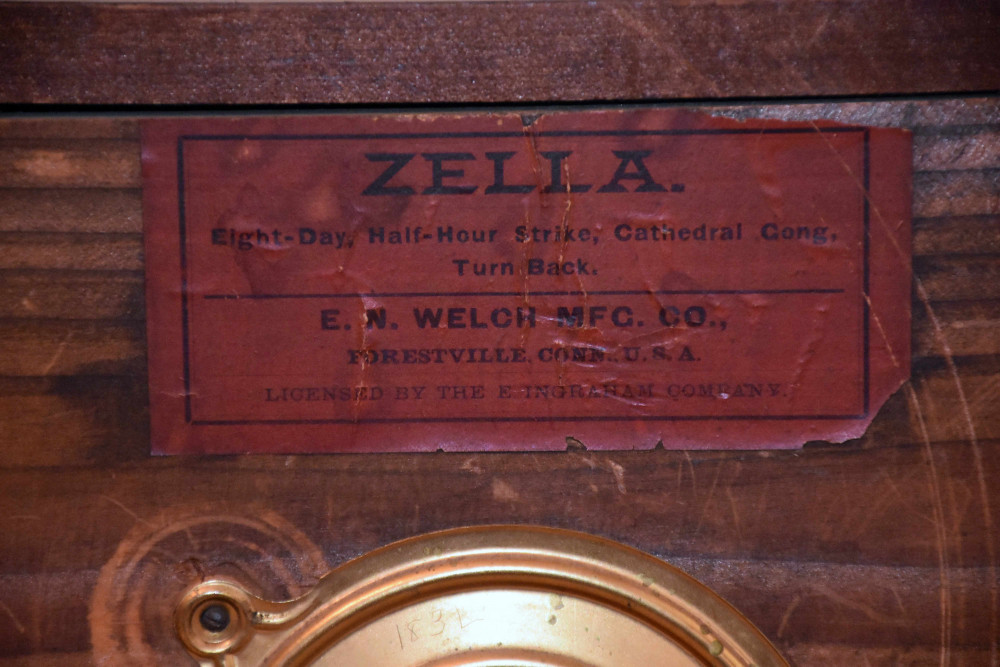 ZELLA.
Eight-Day, Half-Hour Strike, Cathedral Gong,
Turn Back.
E. N. WELCH MFG. CO.,
FORESTVILLE, CONN., U. S. A.
LICENSED BY THE E INGRAHAM COMPANY.